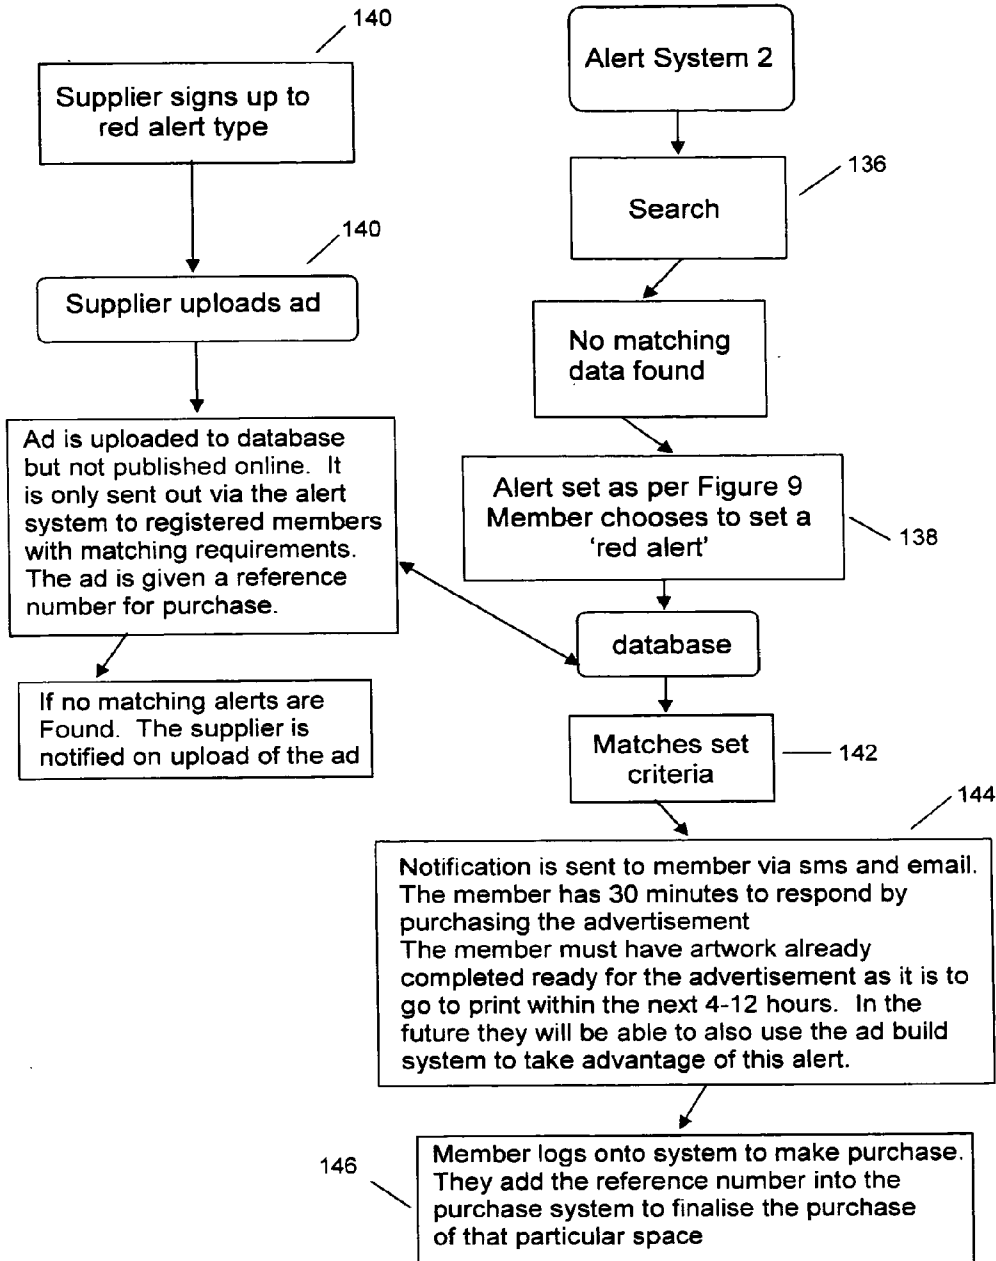 140
Supplier signs up to
red alert type
140
Supplier uploads ad
Ad is uploaded to database
but not published online. It
is only sent out via the alert
system to registered members
with matching requirements.
The ad is given a reference
number for purchase.
If no matching alerts are
Found. The supplier is
notified on upload of the ad
Alert System 2
136
Search
No matching
data found
Alert set as per Figure 9
Member chooses to set a
'red alert'
138
database
Matches set
criteria
142
144
Notification is sent to member via sms and email.
The member has 30 minutes to respond by
purchasing the advertisement
The member must have artwork already
completed ready for the advertisement as it is to
go to print within the next 4-12 hours. In the
future they will be able to also use the ad build
system to take advantage of this alert.
146
Member logs onto system to make purchase.
They add the reference number into the
purchase system to finalise the purchase
of that particular space